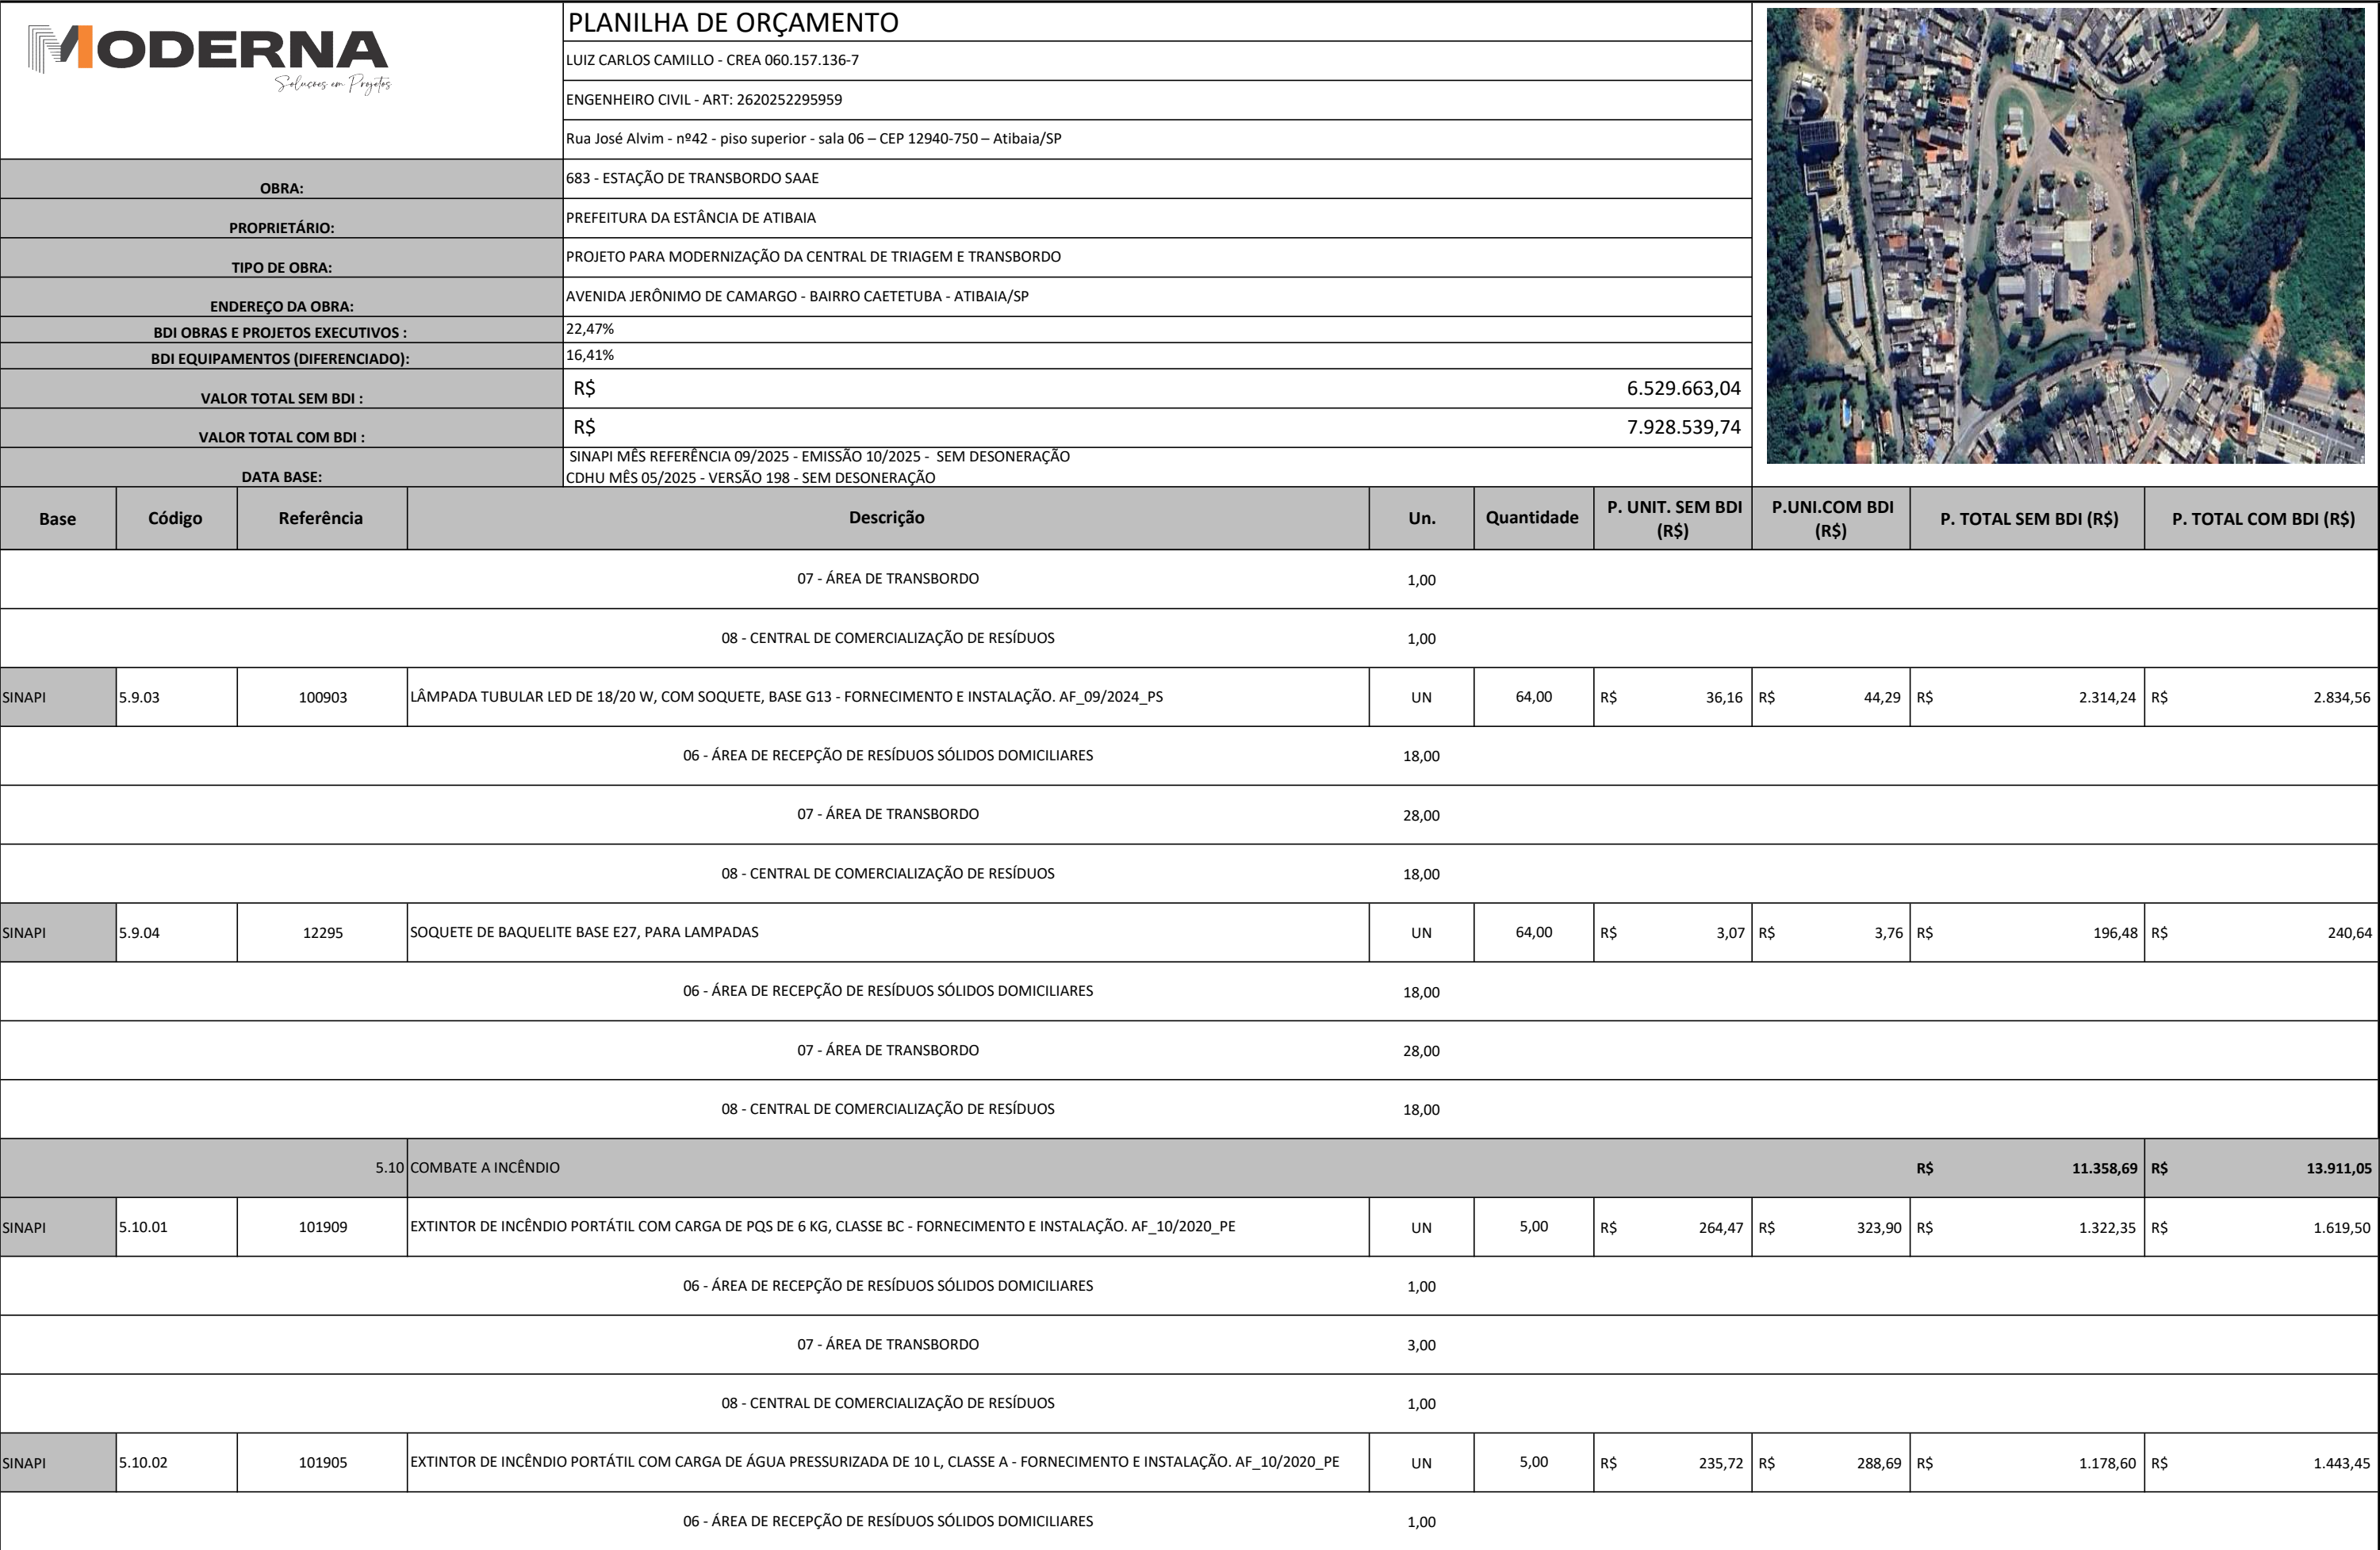 MODERNA
Soluções em Projetos
PLANILHA DE ORÇAMENTO
LUIZ CARLOS CAMILLO - CREA 060.157.136-7
ENGENHEIRO CIVIL - ART: 2620252295959
Rua José Alvim - nº42 - piso superior - sala 06 – CEP 12940-750 – Atibaia/SP
OBRA: 683 - ESTAÇÃO DE TRANSBORDO SAAE
PROPRIETÁRIO: PREFEITURA DA ESTÂNCIA DE ATIBAIA
TIPO DE OBRA: PROJETO PARA MODERNIZAÇÃO DA CENTRAL DE TRIAGEM E TRANSBORDO
ENDEREÇO DA OBRA: AVENIDA JERÔNIMO DE CAMARGO - BAIRRO CAETETUBA - ATIBAIA/SP
BDI OBRAS E PROJETOS EXECUTIVOS : 22,47%
BDI EQUIPAMENTOS (DIFERENCIADO): 16,41%
VALOR TOTAL SEM BDI : R$ 6.529.663,04
VALOR TOTAL COM BDI : R$ 7.928.539,74
DATA BASE: SINAPI MÊS REFERÊNCIA 09/2025 - EMISSÃO 10/2025 - SEM DESONERAÇÃO
CDHU MÊS 05/2025 - VERSÃO 198 - SEM DESONERAÇÃO
Base Código Referência Descrição Un. Quantidade P. UNIT. SEM BDI (R$) P.UNI.COM BDI (R$) P. TOTAL SEM BDI (R$) P. TOTAL COM BDI (R$)
07 - ÁREA DE TRANSBORDO 1,00
08 - CENTRAL DE COMERCIALIZAÇÃO DE RESÍDUOS 1,00
SINAPI 5.9.03 100903 LÂMPADA TUBULAR LED DE 18/20 W, COM SOQUETE, BASE G13 - FORNECIMENTO E INSTALAÇÃO. AF_09/2024_PS UN 64,00 R$ 36,16 R$ 44,29 R$ 2.314,24 R$ 2.834,56
06 - ÁREA DE RECEPÇÃO DE RESÍDUOS SÓLIDOS DOMICILIARES 18,00
07 - ÁREA DE TRANSBORDO 28,00
08 - CENTRAL DE COMERCIALIZAÇÃO DE RESÍDUOS 18,00
SINAPI 5.9.04 12295 SOQUETE DE BAQUELITE BASE E27, PARA LAMPADAS UN 64,00 R$ 3,07 R$ 3,76 R$ 196,48 R$ 240,64
06 - ÁREA DE RECEPÇÃO DE RESÍDUOS SÓLIDOS DOMICILIARES 18,00
07 - ÁREA DE TRANSBORDO 28,00
08 - CENTRAL DE COMERCIALIZAÇÃO DE RESÍDUOS 18,00
5.10 COMBATE A INCÊNDIO R$ 11.358,69 R$ 13.911,05
SINAPI 5.10.01 101909 EXTINTOR DE INCÊNDIO PORTÁTIL COM CARGA DE PQS DE 6 KG, CLASSE BC - FORNECIMENTO E INSTALAÇÃO. AF_10/2020_PE UN 5,00 R$ 264,47 R$ 323,90 R$ 1.322,35 R$ 1.619,50
06 - ÁREA DE RECEPÇÃO DE RESÍDUOS SÓLIDOS DOMICILIARES 1,00
07 - ÁREA DE TRANSBORDO 3,00
08 - CENTRAL DE COMERCIALIZAÇÃO DE RESÍDUOS 1,00
SINAPI 5.10.02 101905 EXTINTOR DE INCÊNDIO PORTÁTIL COM CARGA DE ÁGUA PRESSURIZADA DE 10 L, CLASSE A - FORNECIMENTO E INSTALAÇÃO. AF_10/2020_PE UN 5,00 R$ 235,72 R$ 288,69 R$ 1.178,60 R$ 1.443,45
06 - ÁREA DE RECEPÇÃO DE RESÍDUOS SÓLIDOS DOMICILIARES 1,00